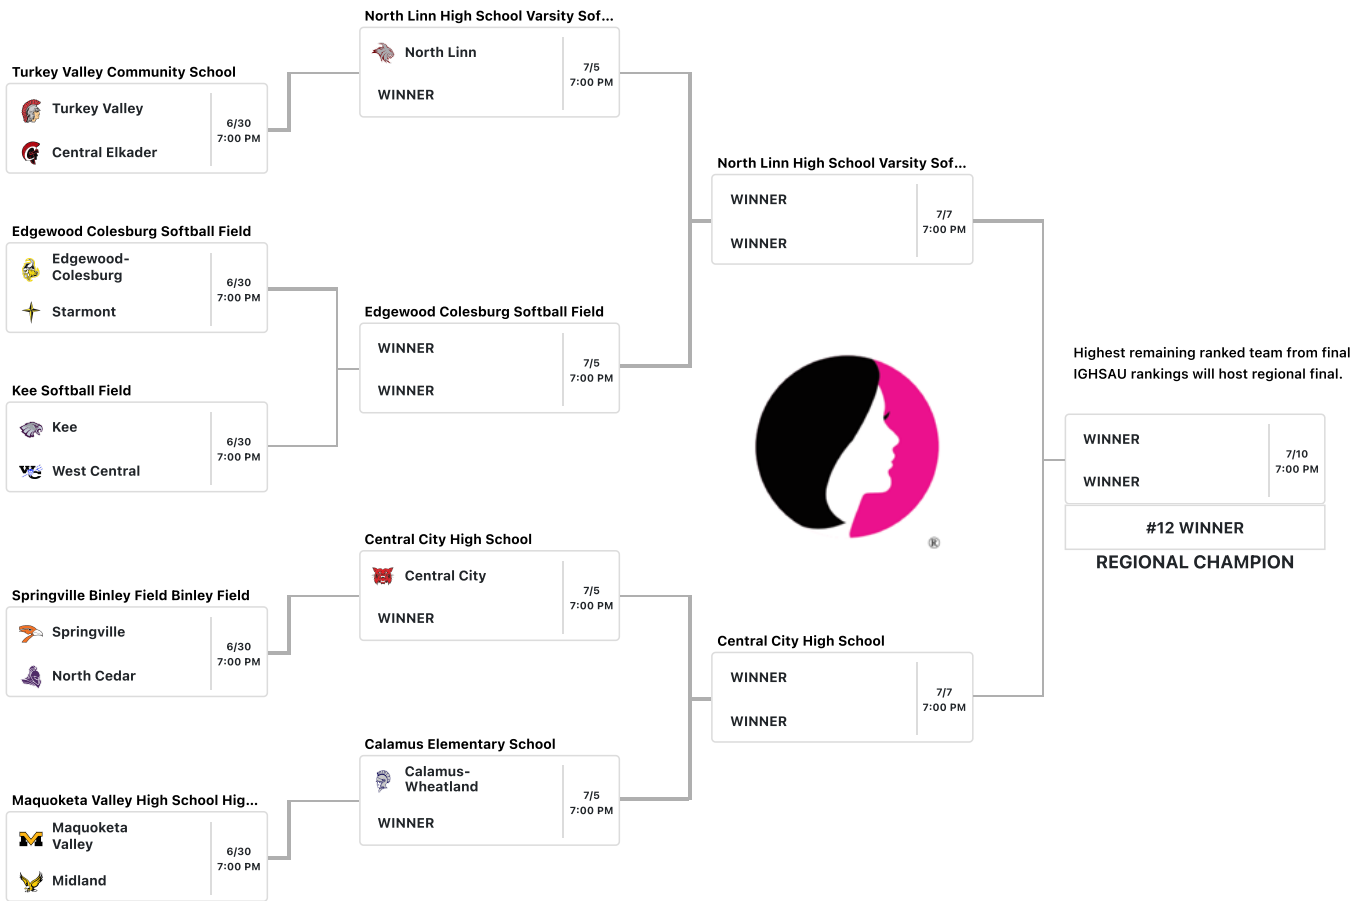 North Linn High School Varsity Sof...
North Linn
WINNER
7/5
7:00 PM
Turkey Valley Community School
Turkey Valley
Central Elkader
6/30
7:00 PM
Edgewood Colesburg Softball Field
Edgewood-
Colesburg
Starmont
6/30
7:00 PM
Kee Softball Field
Kee
West Central
6/30
7:00 PM
Edgewood Colesburg Softball Field
WINNER
WINNER
7/5
7:00 PM
North Linn High School Varsity Sof...
WINNER
WINNER
7/7
7:00 PM
Springville Binley Field Binley Field
Springville
North Cedar
6/30
7:00 PM
Central City High School
Central City
WINNER
7/5
7:00 PM
Maquoketa Valley High School Hig...
Maquoketa
Valley
Midland
6/30
7:00 PM
Calamus Elementary School
Calamus-
Wheatland
WINNER
7/5
7:00 PM
Central City High School
WINNER
WINNER
7/7
7:00 PM
®
Highest remaining ranked team from final
IGHSAU rankings will host regional final.
WINNER
WINNER
7/10
7:00 PM
#12 WINNER
REGIONAL CHAMPION